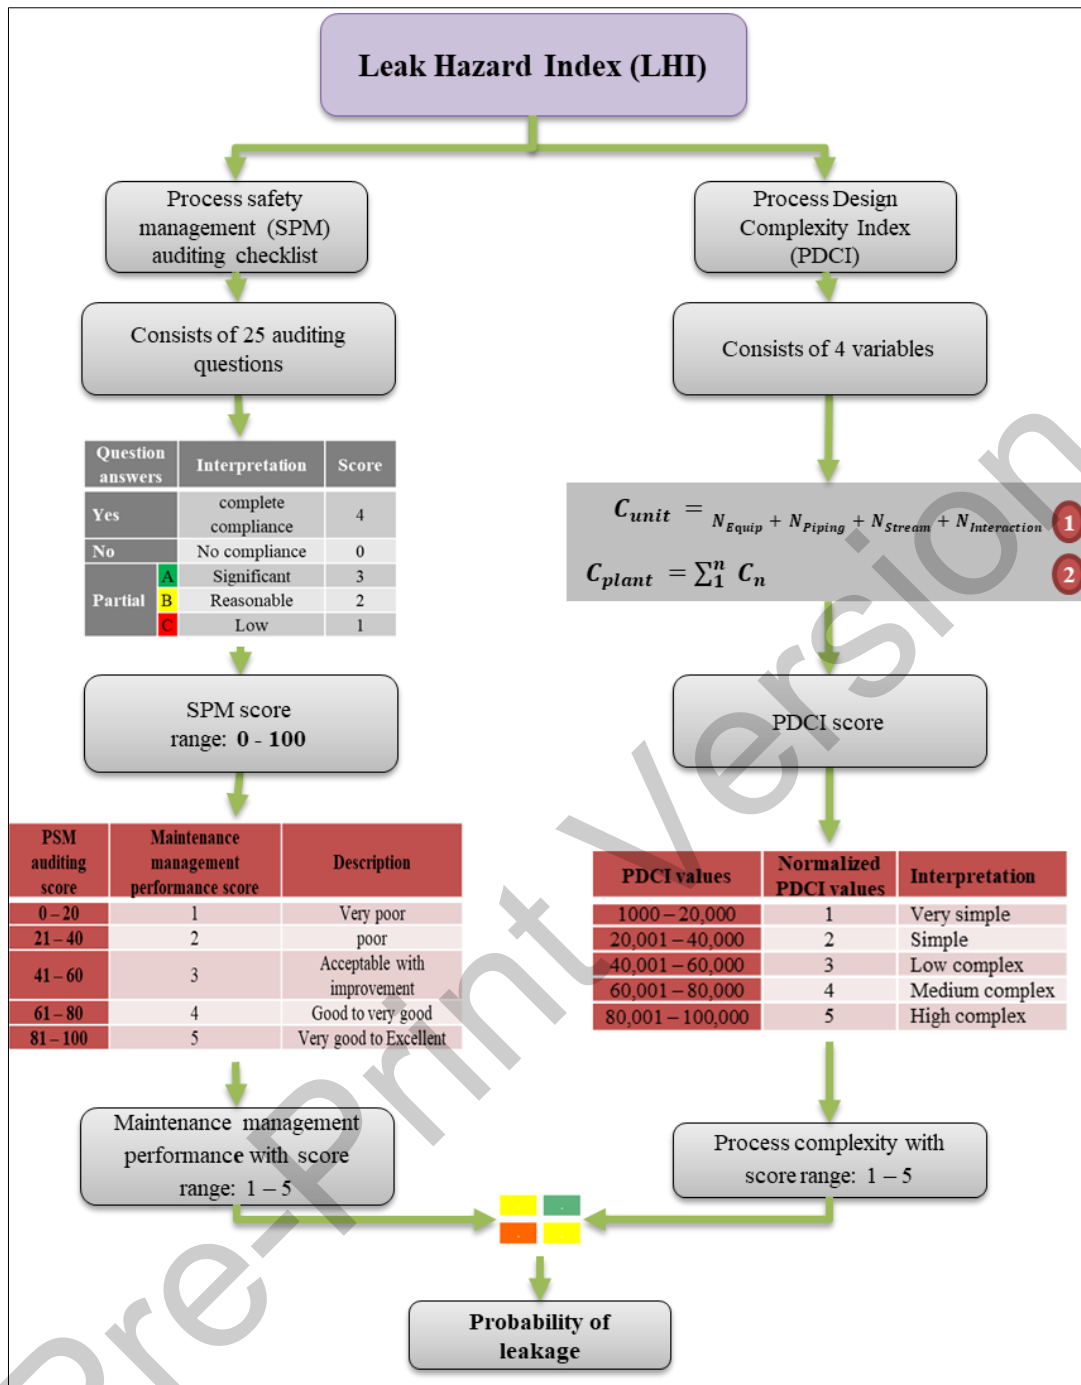 Leak Hazard Index (LHI)
Process safety
management (SPM)
auditing checklist
Process Design
Complexity Index
(PDCI)
Consists of 25 auditing
questions
Consists of 4 variables
Question
answers
Interpretation
Score
Yes
complete
compliance
4
No
No compliance
0
Partial
A
Significant
3
B
Reasonable
2
C
Low
1
C_unit = N_Equip + N_Piping + N_Stream + N_Interaction
1
C_plant = ∑₁ⁿ C_n
2
SPM score
range: 0 - 100
PDCI score
PSM
auditing
score
Maintenance
management
performance score
Description
0 – 20 1 Very poor
21 – 40 2 poor
41 – 60 3 Acceptable with
improvement
61 – 80 4 Good to very good
81 – 100 5 Very good to Excellent
PDCI values
Normalized
PDCI values
Interpretation
1000 – 20,000 1 Very simple
20,001 – 40,000 2 Simple
40,001 – 60,000 3 Low complex
60,001 – 80,000 4 Medium complex
80,001 – 100,000 5 High complex
Maintenance management
performance with score
range: 1 – 5
Process complexity with
score range: 1 – 5
Probability of
leakage
Pre-Print Version